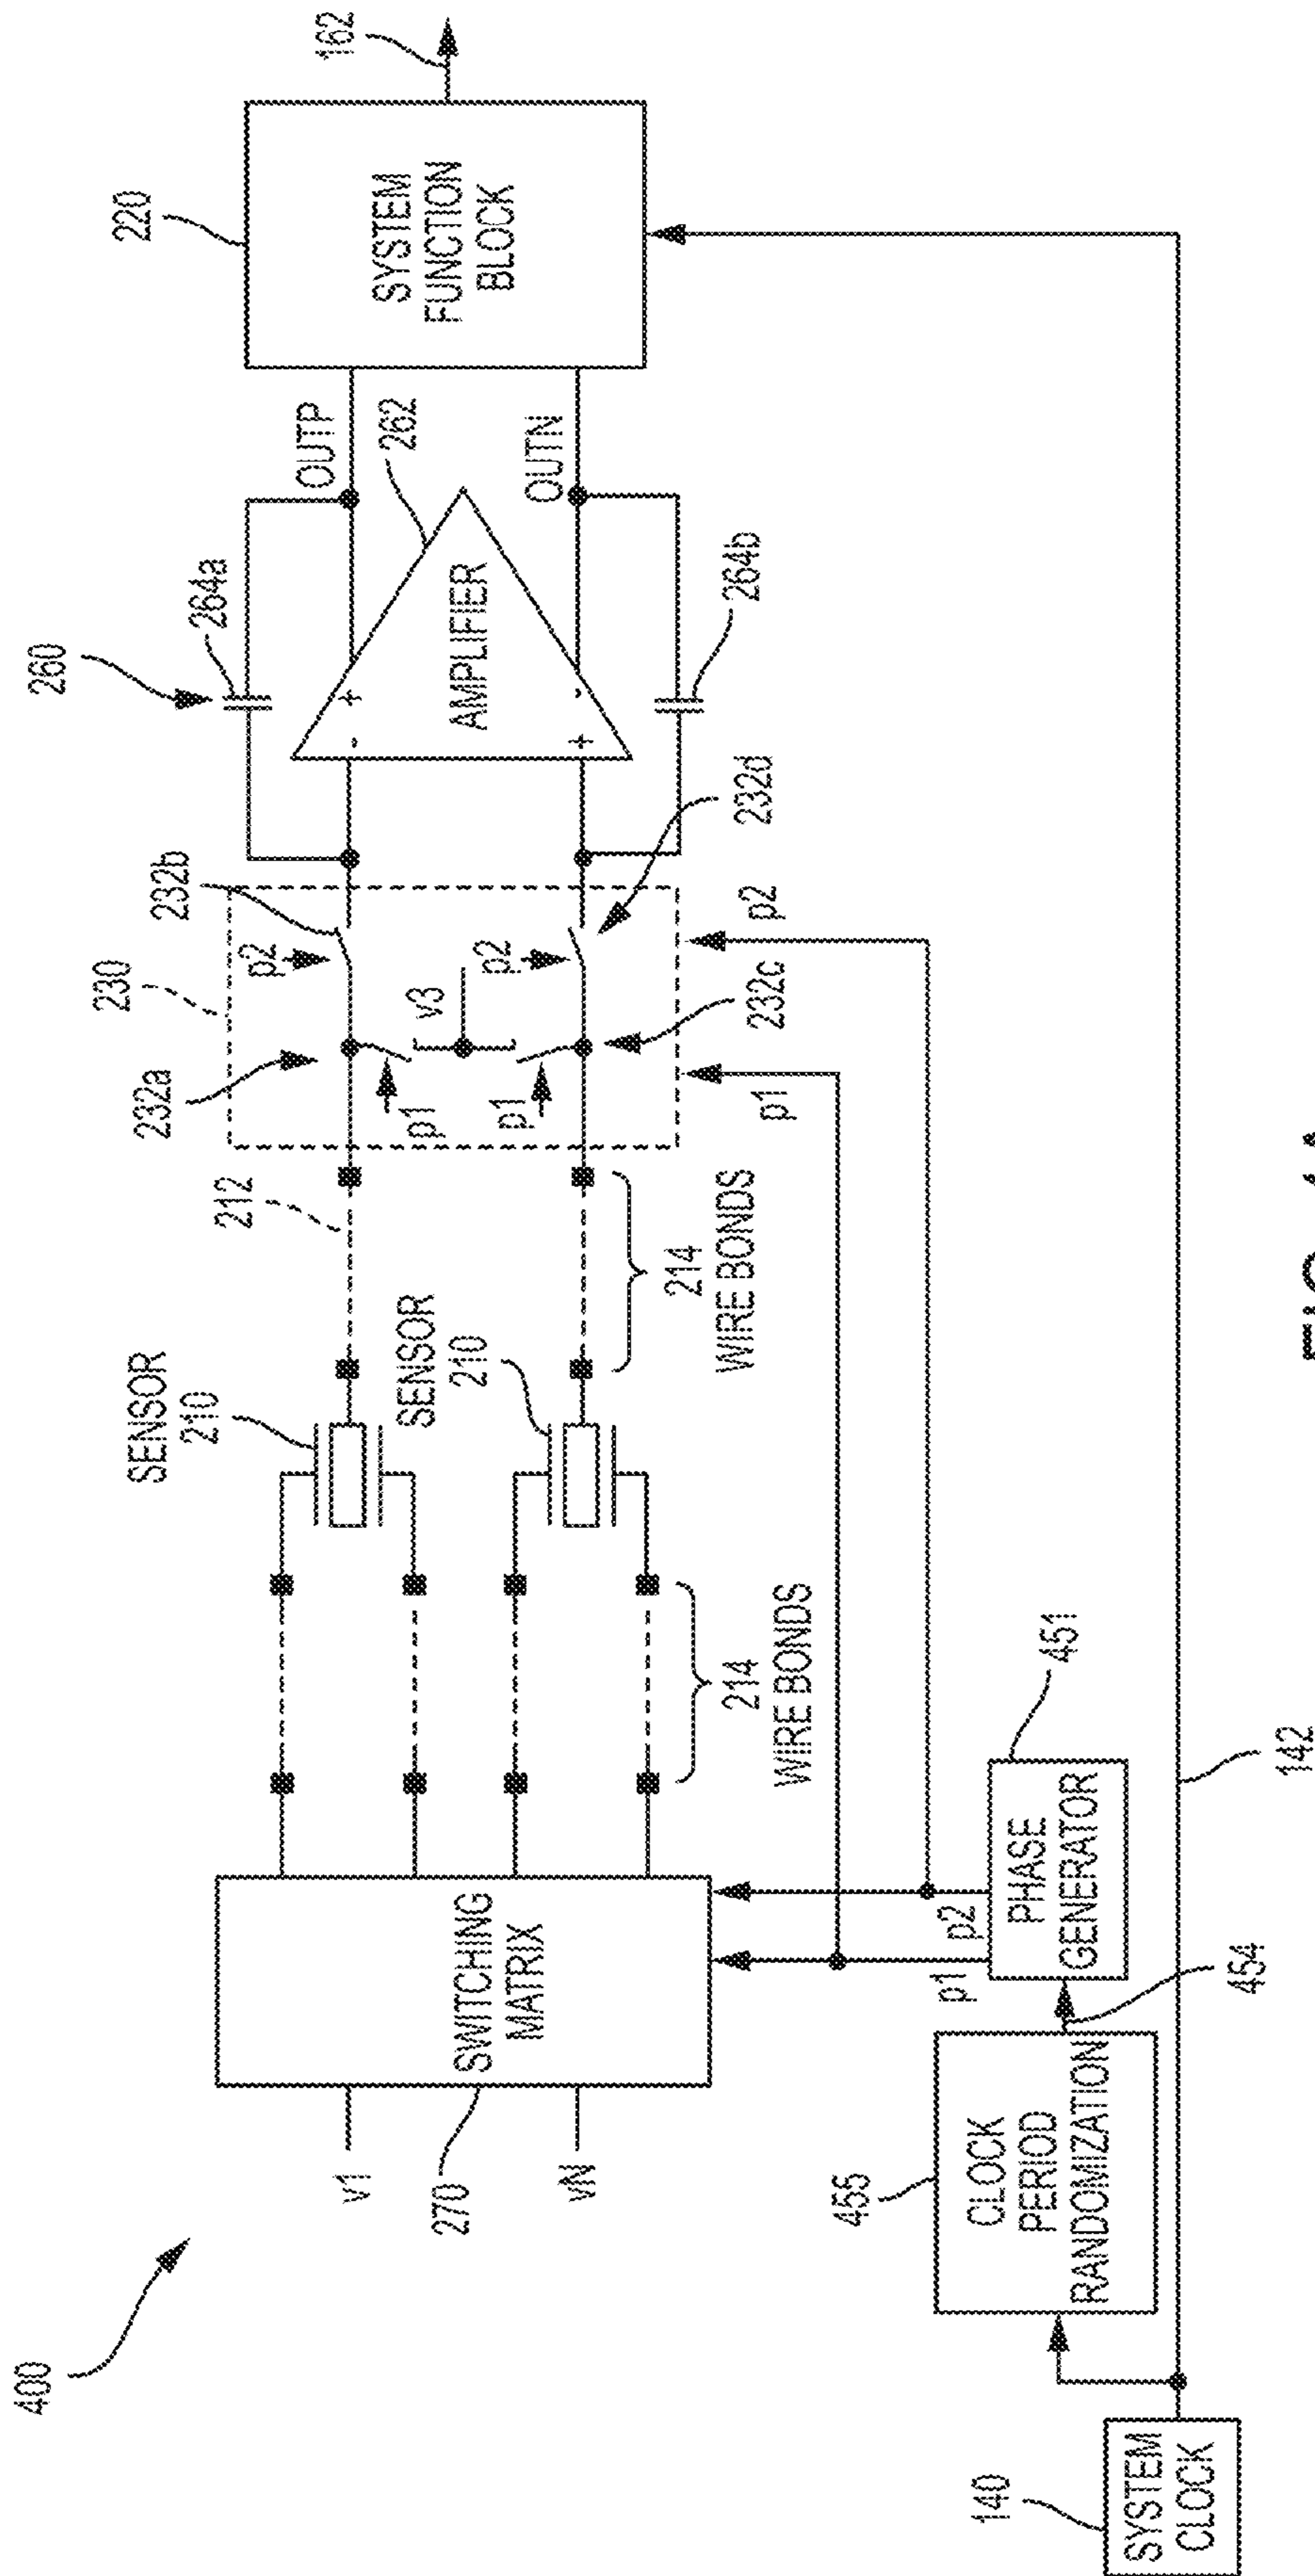 400
v1
270
vN
SWITCHING
MATRIX
214
WIRE BONDS
SENSOR
210
SENSOR
210
212
214
WIRE BONDS
230
232a
232b
p2
p1
v3
p2
p1
232c
232d
p1
p2
260
264a
AMPLIFIER
-
+
+
-
262
264b
OUTP
OUTN
220
SYSTEM
FUNCTION
BLOCK
162
140
SYSTEM
CLOCK
455
CLOCK
PERIOD
RANDOMIZATION
454
p1
p2
PHASE
GENERATOR
451
142